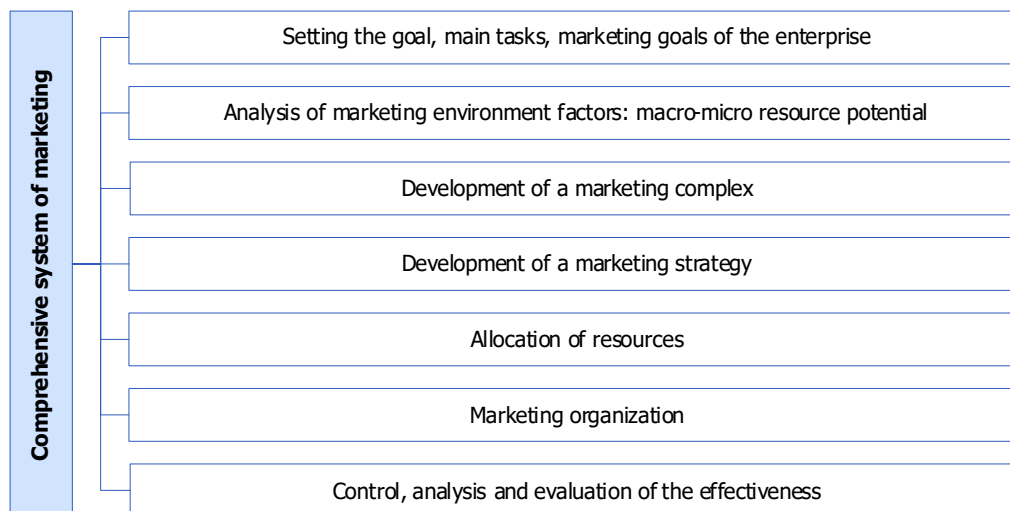 Comprehensive system of marketing
Setting the goal, main tasks, marketing goals of the enterprise
Analysis of marketing environment factors: macro-micro resource potential
Development of a marketing complex
Development of a marketing strategy
Allocation of resources
Marketing organization
Control, analysis and evaluation of the effectiveness